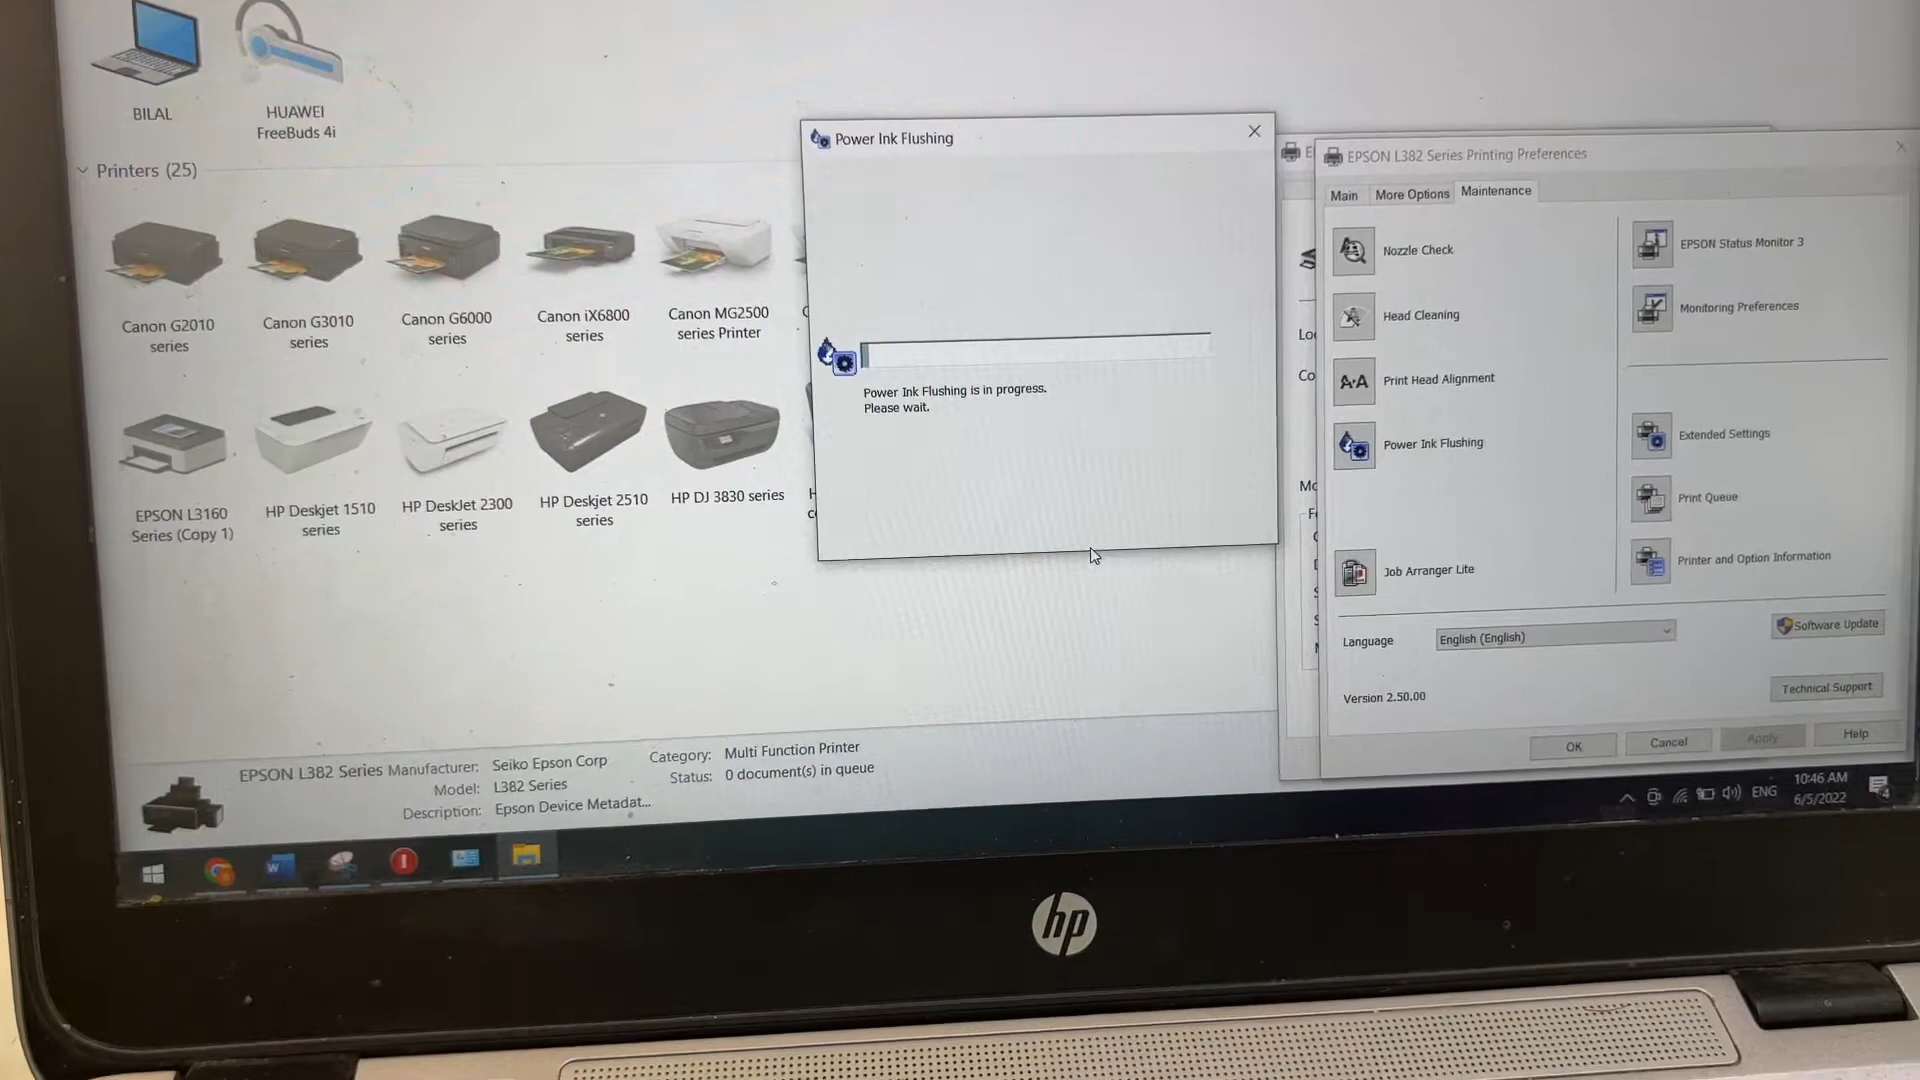 BILAL
HUAWEI
FreeBuds 4i
Printers (25)
Canon G2010
series
Canon G3010
series
Canon G6000
series
Canon iX6800
series
Canon MG2500
series Printer
EPSON L3160
Series (Copy 1)
HP Deskjet 1510
series
HP DeskJet 2300
series
HP Deskjet 2510
series
HP DJ 3830 series
Power Ink Flushing
Power Ink Flushing is in progress.
Please wait.
EPSON L382 Series Printing Preferences
Main
More Options
Maintenance
Nozzle Check
Head Cleaning
Print Head Alignment
Power Ink Flushing
Job Arranger Lite
EPSON Status Monitor 3
Monitoring Preferences
Extended Settings
Print Queue
Printer and Option Information
Language
English (English)
Software Update
Version 2.50.00
Technical Support
OK
Cancel
Apply
Help
EPSON L382 Series
Manufacturer: Seiko Epson Corp
Model: L382 Series
Description: Epson Device Metadat...
Category: Multi Function Printer
Status: 0 document(s) in queue
ENG
10:46 AM
6/5/2022
hp